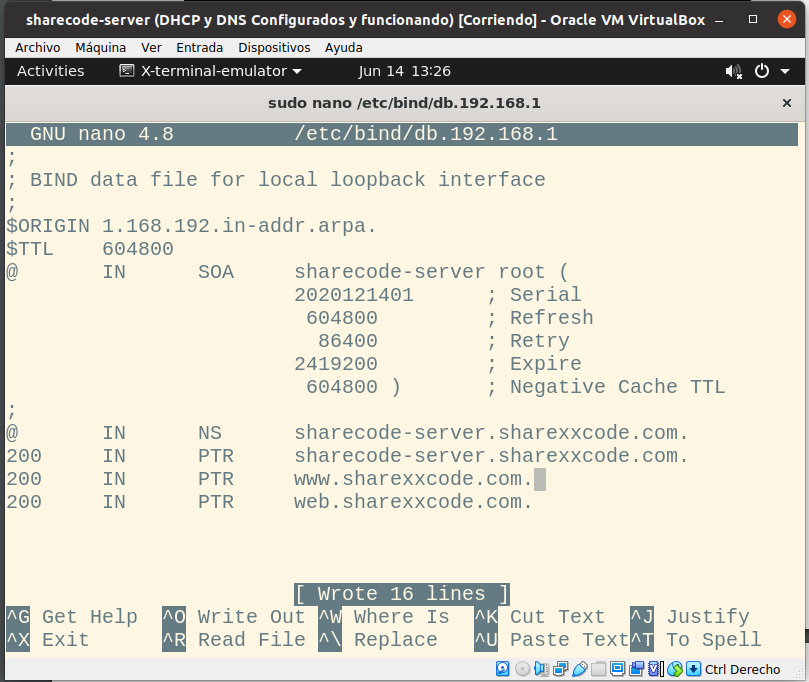 sharecode-server (DHCP y DNS Configurados y funcionando) [Corriendo] - Oracle VM VirtualBox
Archivo Máquina Ver Entrada Dispositivos Ayuda
Activities X-terminal-emulator Jun 14 13:26
sudo nano /etc/bind/db.192.168.1
GNU nano 4.8 /etc/bind/db.192.168.1
;
; BIND data file for local loopback interface
;
$ORIGIN 1.168.192.in-addr.arpa.
$TTL 604800
@ IN SOA sharecode-server root (
2020121401 ; Serial
604800 ; Refresh
86400 ; Retry
2419200 ; Expire
604800 ) ; Negative Cache TTL
;
@ IN NS sharecode-server.sharexxcode.com.
200 IN PTR sharecode-server.sharexxcode.com.
200 IN PTR www.sharexxcode.com.
200 IN PTR web.sharexxcode.com.
[ Wrote 16 lines ]
^G Get Help ^O Write Out ^W Where Is ^K Cut Text ^J Justify
^X Exit ^R Read File ^\ Replace ^U Paste Text ^T To Spell
Ctrl Derecho